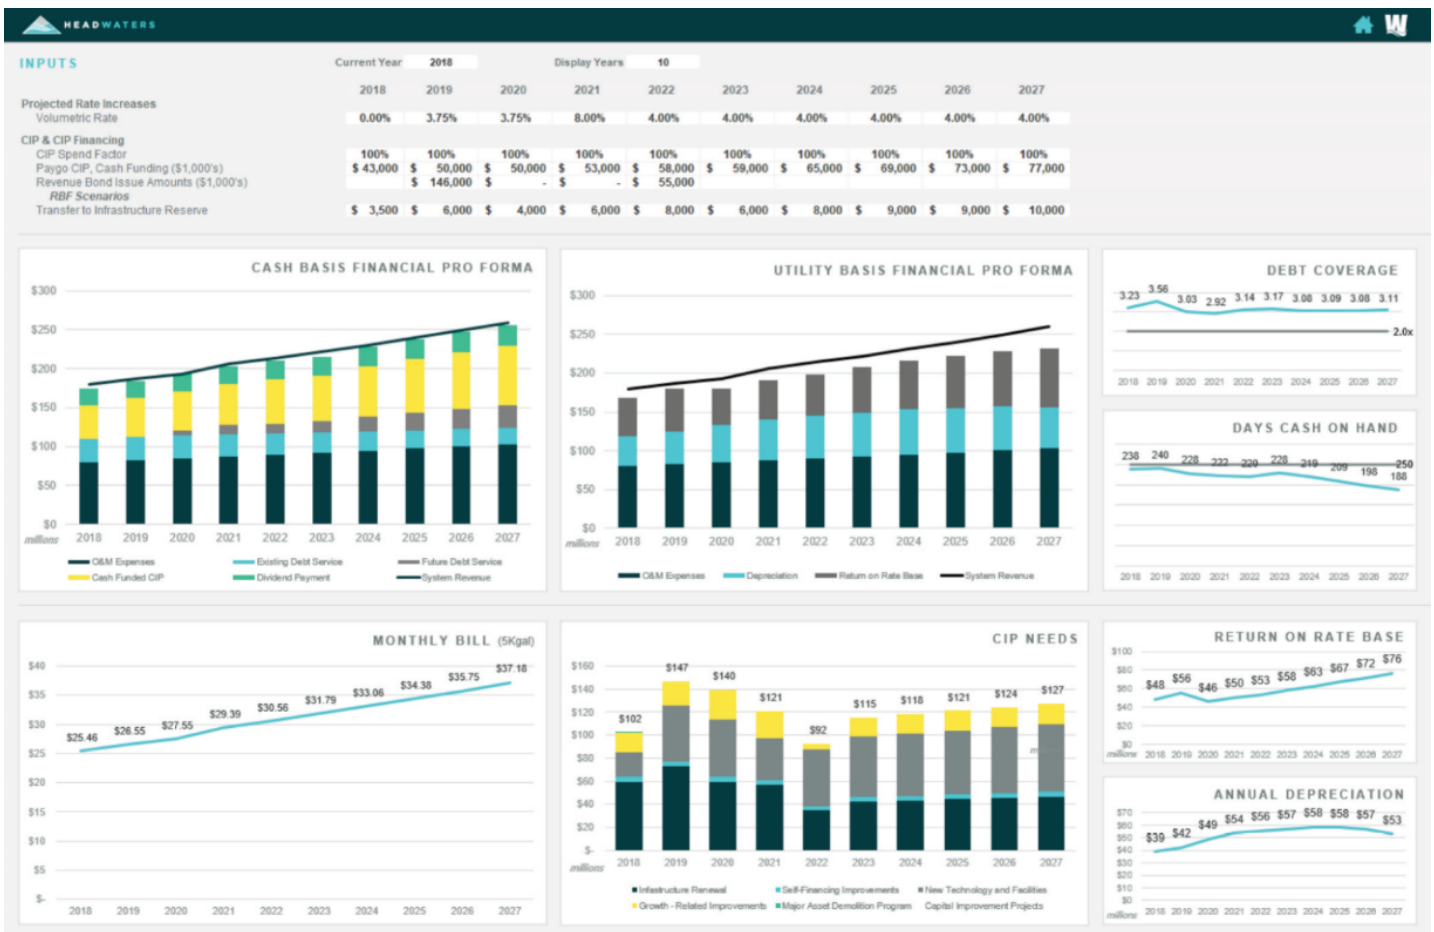 HEADWATERS
INPUTS Current Year 2018 Display Years 10
2018 2019 2020 2021 2022 2023 2024 2025 2026 2027
Projected Rate Increases
Volumetric Rate 0.00% 3.75% 3.75% 8.00% 4.00% 4.00% 4.00% 4.00% 4.00% 4.00%
CIP & CIP Financing
CIP Spend Factor 100% 100% 100% 100% 100% 100% 100% 100% 100% 100%
Paygo CIP, Cash Funding ($1,000's) $ 43,000 $ 50,000 $ 50,000 $ 53,000 $ 58,000 $ 59,000 $ 65,000 $ 69,000 $ 73,000 $ 77,000
Revenue Bond Issue Amounts ($1,000's) $ 146,000 $ - $ - $ 55,000
RBF Scenarios
Transfer to Infrastructure Reserve $ 3,500 $ 6,000 $ 4,000 $ 6,000 $ 8,000 $ 6,000 $ 8,000 $ 9,000 $ 9,000 $ 10,000
CASH BASIS FINANCIAL PRO FORMA
$300
$250
$200
$150
$100
$50
$0
millions 2018 2019 2020 2021 2022 2023 2024 2025 2026 2027
O&M Expenses Existing Debt Service Future Debt Service
Cash Funded CIP Dividend Payment System Revenue
UTILITY BASIS FINANCIAL PRO FORMA
$300
$250
$200
$150
$100
$50
$0
millions 2018 2019 2020 2021 2022 2023 2024 2025 2026 2027
O&M Expenses Depreciation Return on Rate Base System Revenue
DEBT COVERAGE
3.23 3.56 3.03 2.92 3.14 3.17 3.08 3.09 3.08 3.11
2.0x
2018 2019 2020 2021 2022 2023 2024 2025 2026 2027
DAYS CASH ON HAND
238 240 228 222 220 228 219 209 198 188
250
2018 2019 2020 2021 2022 2023 2024 2025 2026 2027
MONTHLY BILL (5Kgal)
$40
$35
$30
$25
$20
$15
$10
$5
$-
$25.46 $26.55 $27.55 $29.39 $30.56 $31.79 $33.06 $34.38 $35.75 $37.18
2018 2019 2020 2021 2022 2023 2024 2025 2026 2027
CIP NEEDS
$160
$140
$120
$100
$80
$60
$40
$20
$-
$102 $147 $140 $121 $92 $115 $118 $121 $124 $127
millions 2018 2019 2020 2021 2022 2023 2024 2025 2026 2027
Infastructure Renewal Self-Financing Improvements New Technology and Facilities
Growth - Related Improvements Major Asset Demolition Program Capital Improvement Projects
RETURN ON RATE BASE
$100
$80
$60
$40
$20
$0
$48 $56 $46 $50 $53 $58 $63 $67 $72 $76
millions 2018 2019 2020 2021 2022 2023 2024 2025 2026 2027
ANNUAL DEPRECIATION
$70
$60
$50
$40
$30
$20
$10
$0
$39 $42 $49 $54 $56 $57 $58 $58 $57 $53
millions 2018 2019 2020 2021 2022 2023 2024 2025 2026 2027